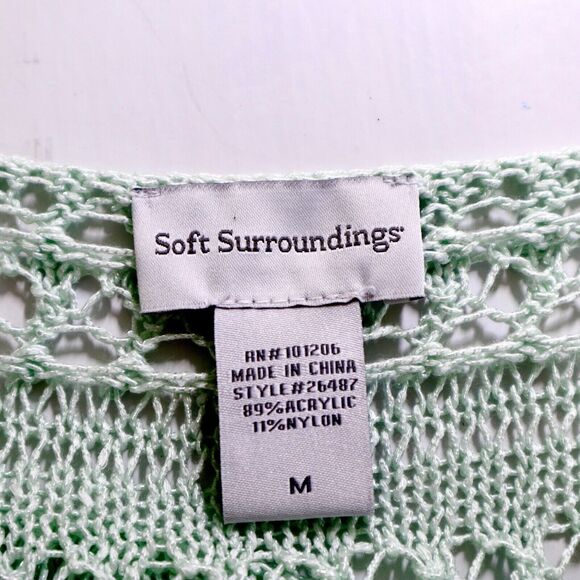 Soft Surroundings
RN#101206
MADE IN CHINA
STYLE#26487
89%ACRYLIC
11%NYLON
M